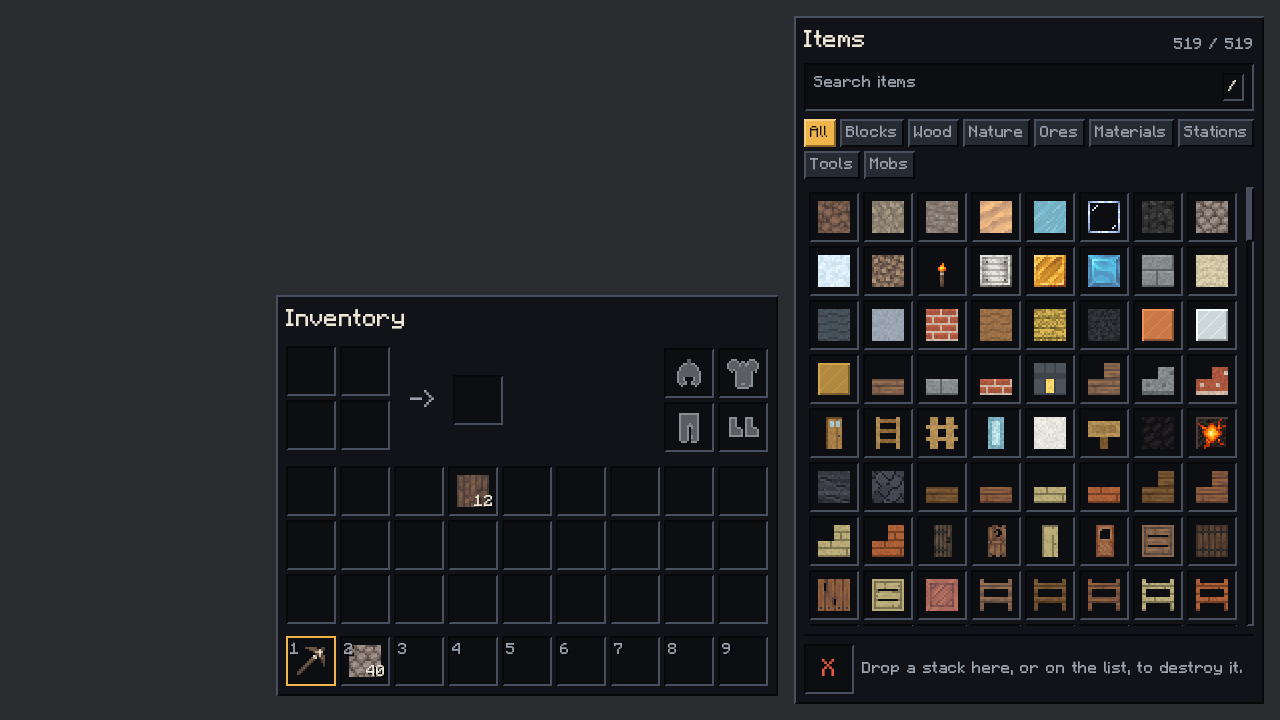 Items
519 / 519
Search items
/
All
Blocks
Wood
Nature
Ores
Materials
Stations
Tools
Mobs
Inventory
12
1
2
40
3
4
5
6
7
8
9
X
Drop a stack here, or on the list, to destroy it.